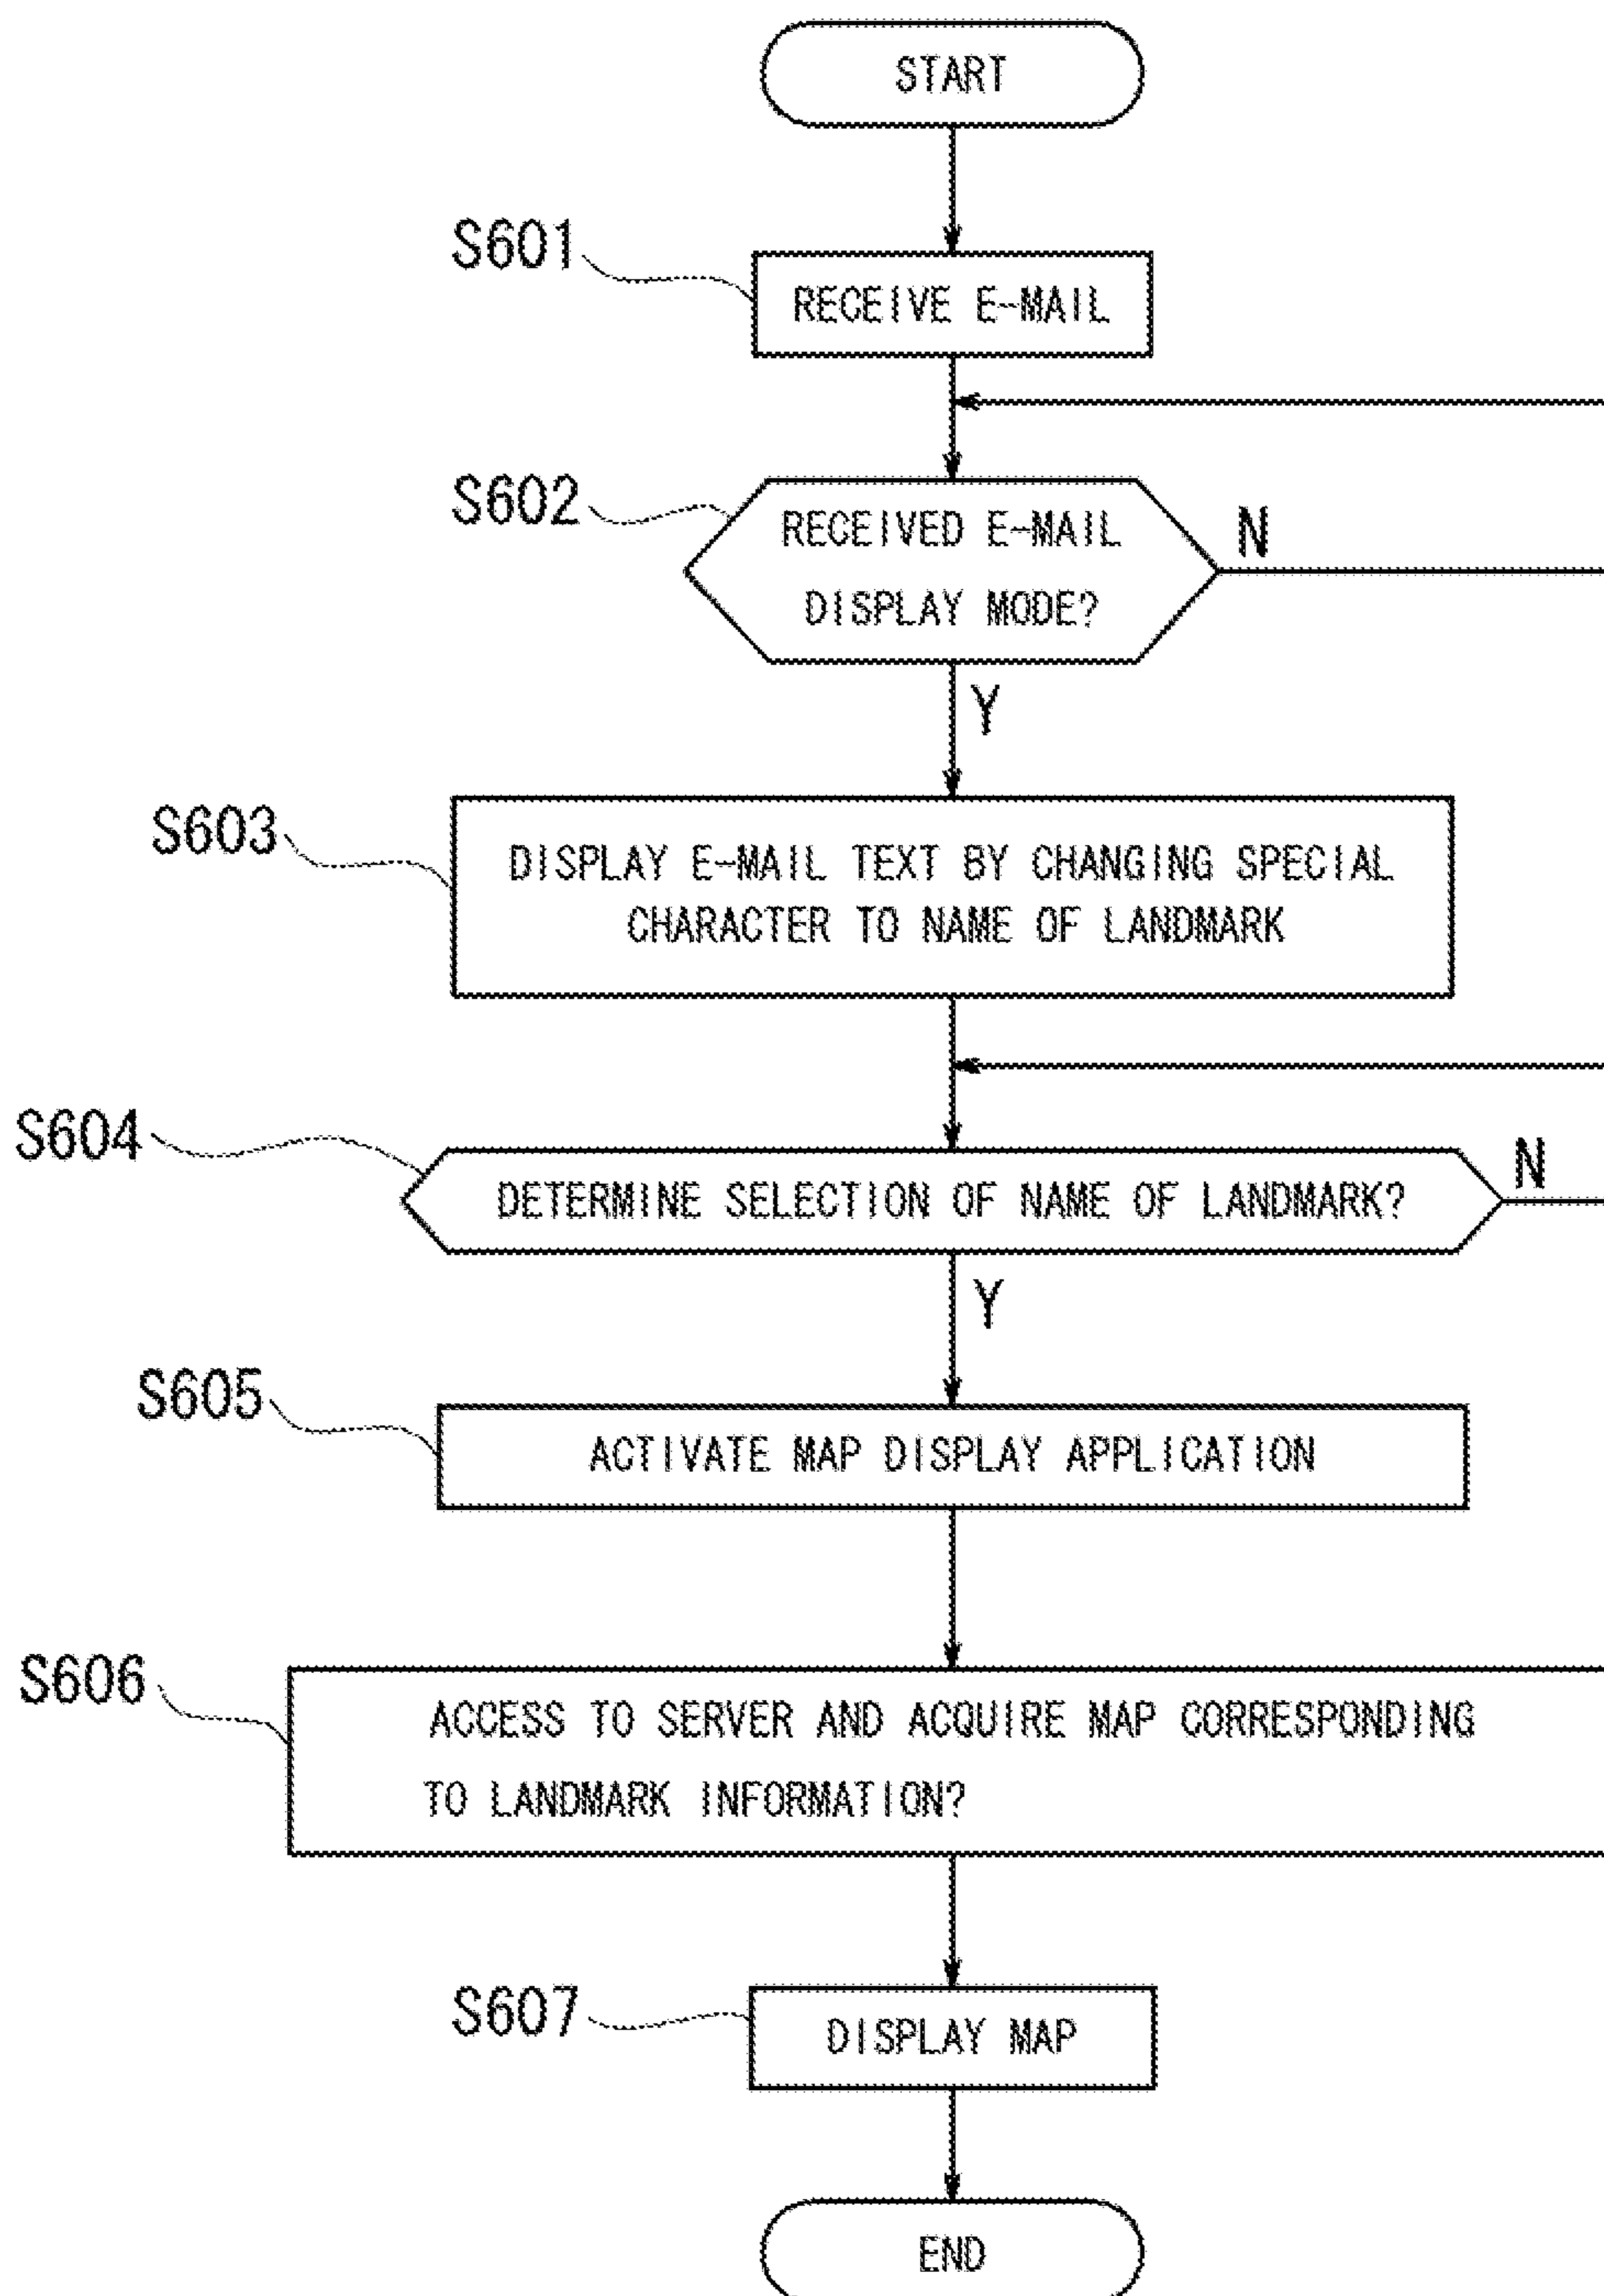 START
S601
RECEIVE E-MAIL
S602
RECEIVED E-MAIL
DISPLAY MODE?
N
Y
S603
DISPLAY E-MAIL TEXT BY CHANGING SPECIAL
CHARACTER TO NAME OF LANDMARK
S604
DETERMINE SELECTION OF NAME OF LANDMARK?
N
Y
S605
ACTIVATE MAP DISPLAY APPLICATION
S606
ACCESS TO SERVER AND ACQUIRE MAP CORRESPONDING
TO LANDMARK INFORMATION?
S607
DISPLAY MAP
END